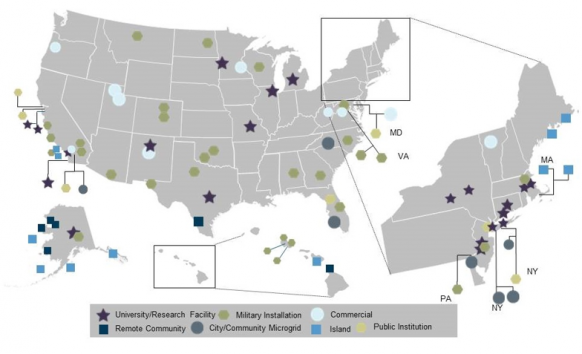 MD
VA
MA
NY
PA
NY
University/Research Facility Military Installation Commercial
Remote Community City/Community Microgrid Island Public Institution